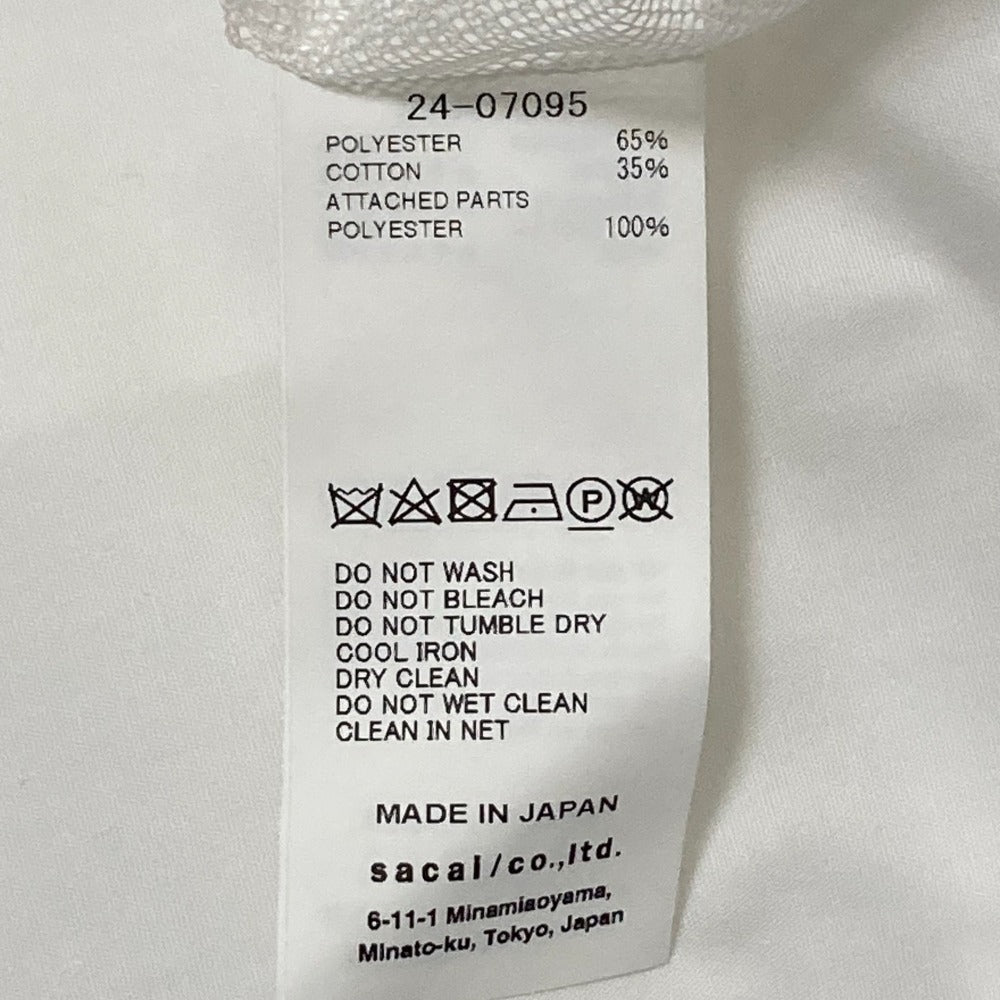 24-07095
POLYESTER 65%
COTTON 35%
ATTACHED PARTS
POLYESTER 100%
P W
DO NOT WASH
DO NOT BLEACH
DO NOT TUMBLE DRY
COOL IRON
DRY CLEAN
DO NOT WET CLEAN
CLEAN IN NET
MADE IN JAPAN
sacai/co.,ltd.
6-11-1 Minamiaoyama,
Minato-ku, Tokyo, Japan